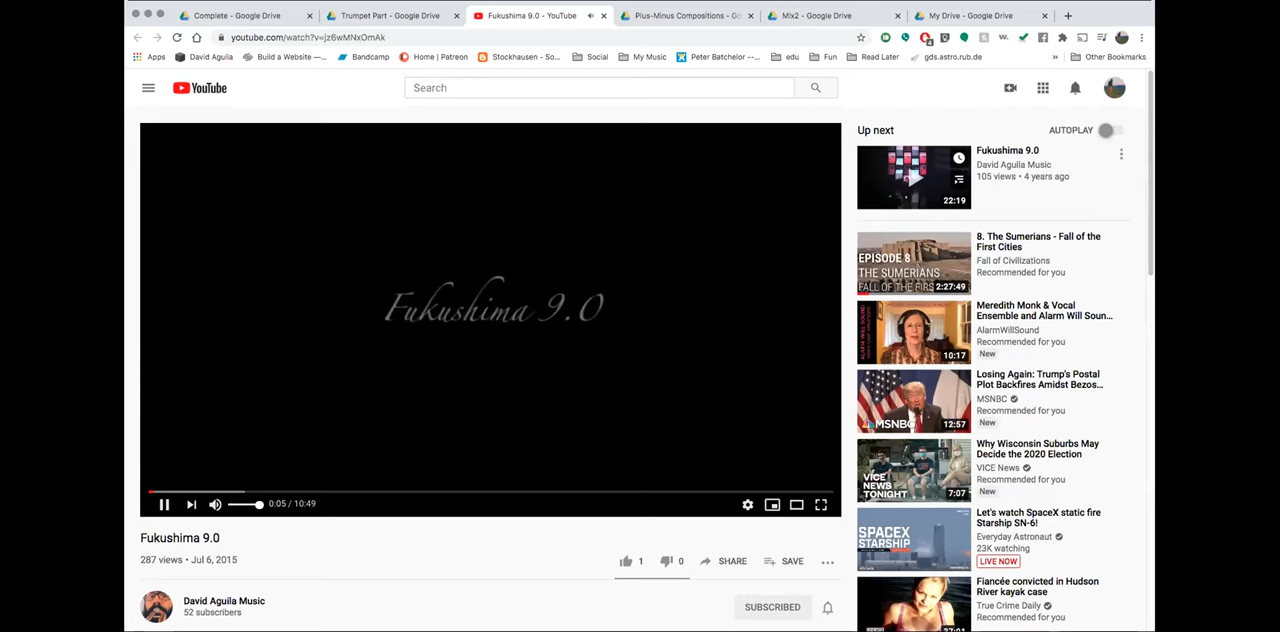 Complete - Google Drive
Trumpet Part - Google Drive
Fukushima 9.0 - YouTube
Plus-Minus Compositions - Go
Mix2 - Google Drive
My Drive - Google Drive
youtube.com/watch?v=jz6wMNxOmAk
Apps
David Aguila
Build a Website —...
Bandcamp
Home | Patreon
Stockhausen - So...
Social
My Music
Peter Batchelor --...
edu
Fun
Read Later
gds.astro.rub.de
Other Bookmarks
YouTube
Search
Fukushima 9.0
0:05 / 10:49
Fukushima 9.0
287 views • Jul 6, 2015
1
0
SHARE
SAVE
David Aguila Music
52 subscribers
SUBSCRIBED
Up next
AUTOPLAY
22:19
Fukushima 9.0
David Aguila Music
105 views • 4 years ago
EPISODE 8
THE SUMERIANS
FALL OF THE FIRS
2:27:49
8. The Sumerians - Fall of the
First Cities
Fall of Civilizations
Recommended for you
10:17
Meredith Monk & Vocal
Ensemble and Alarm Will Soun...
AlarmWillSound
Recommended for you
New
MSNBC
12:57
Losing Again: Trump's Postal
Plot Backfires Amidst Bezos...
MSNBC
Recommended for you
New
VICE
NEWS
TONIGHT
7:07
Why Wisconsin Suburbs May
Decide the 2020 Election
VICE News
Recommended for you
New
SPACEX
STARSHIP
Let's watch SpaceX static fire
Starship SN-6!
Everyday Astronaut
23K watching
LIVE NOW
Fiancée convicted in Hudson
River kayak case
True Crime Daily
Recommended for you